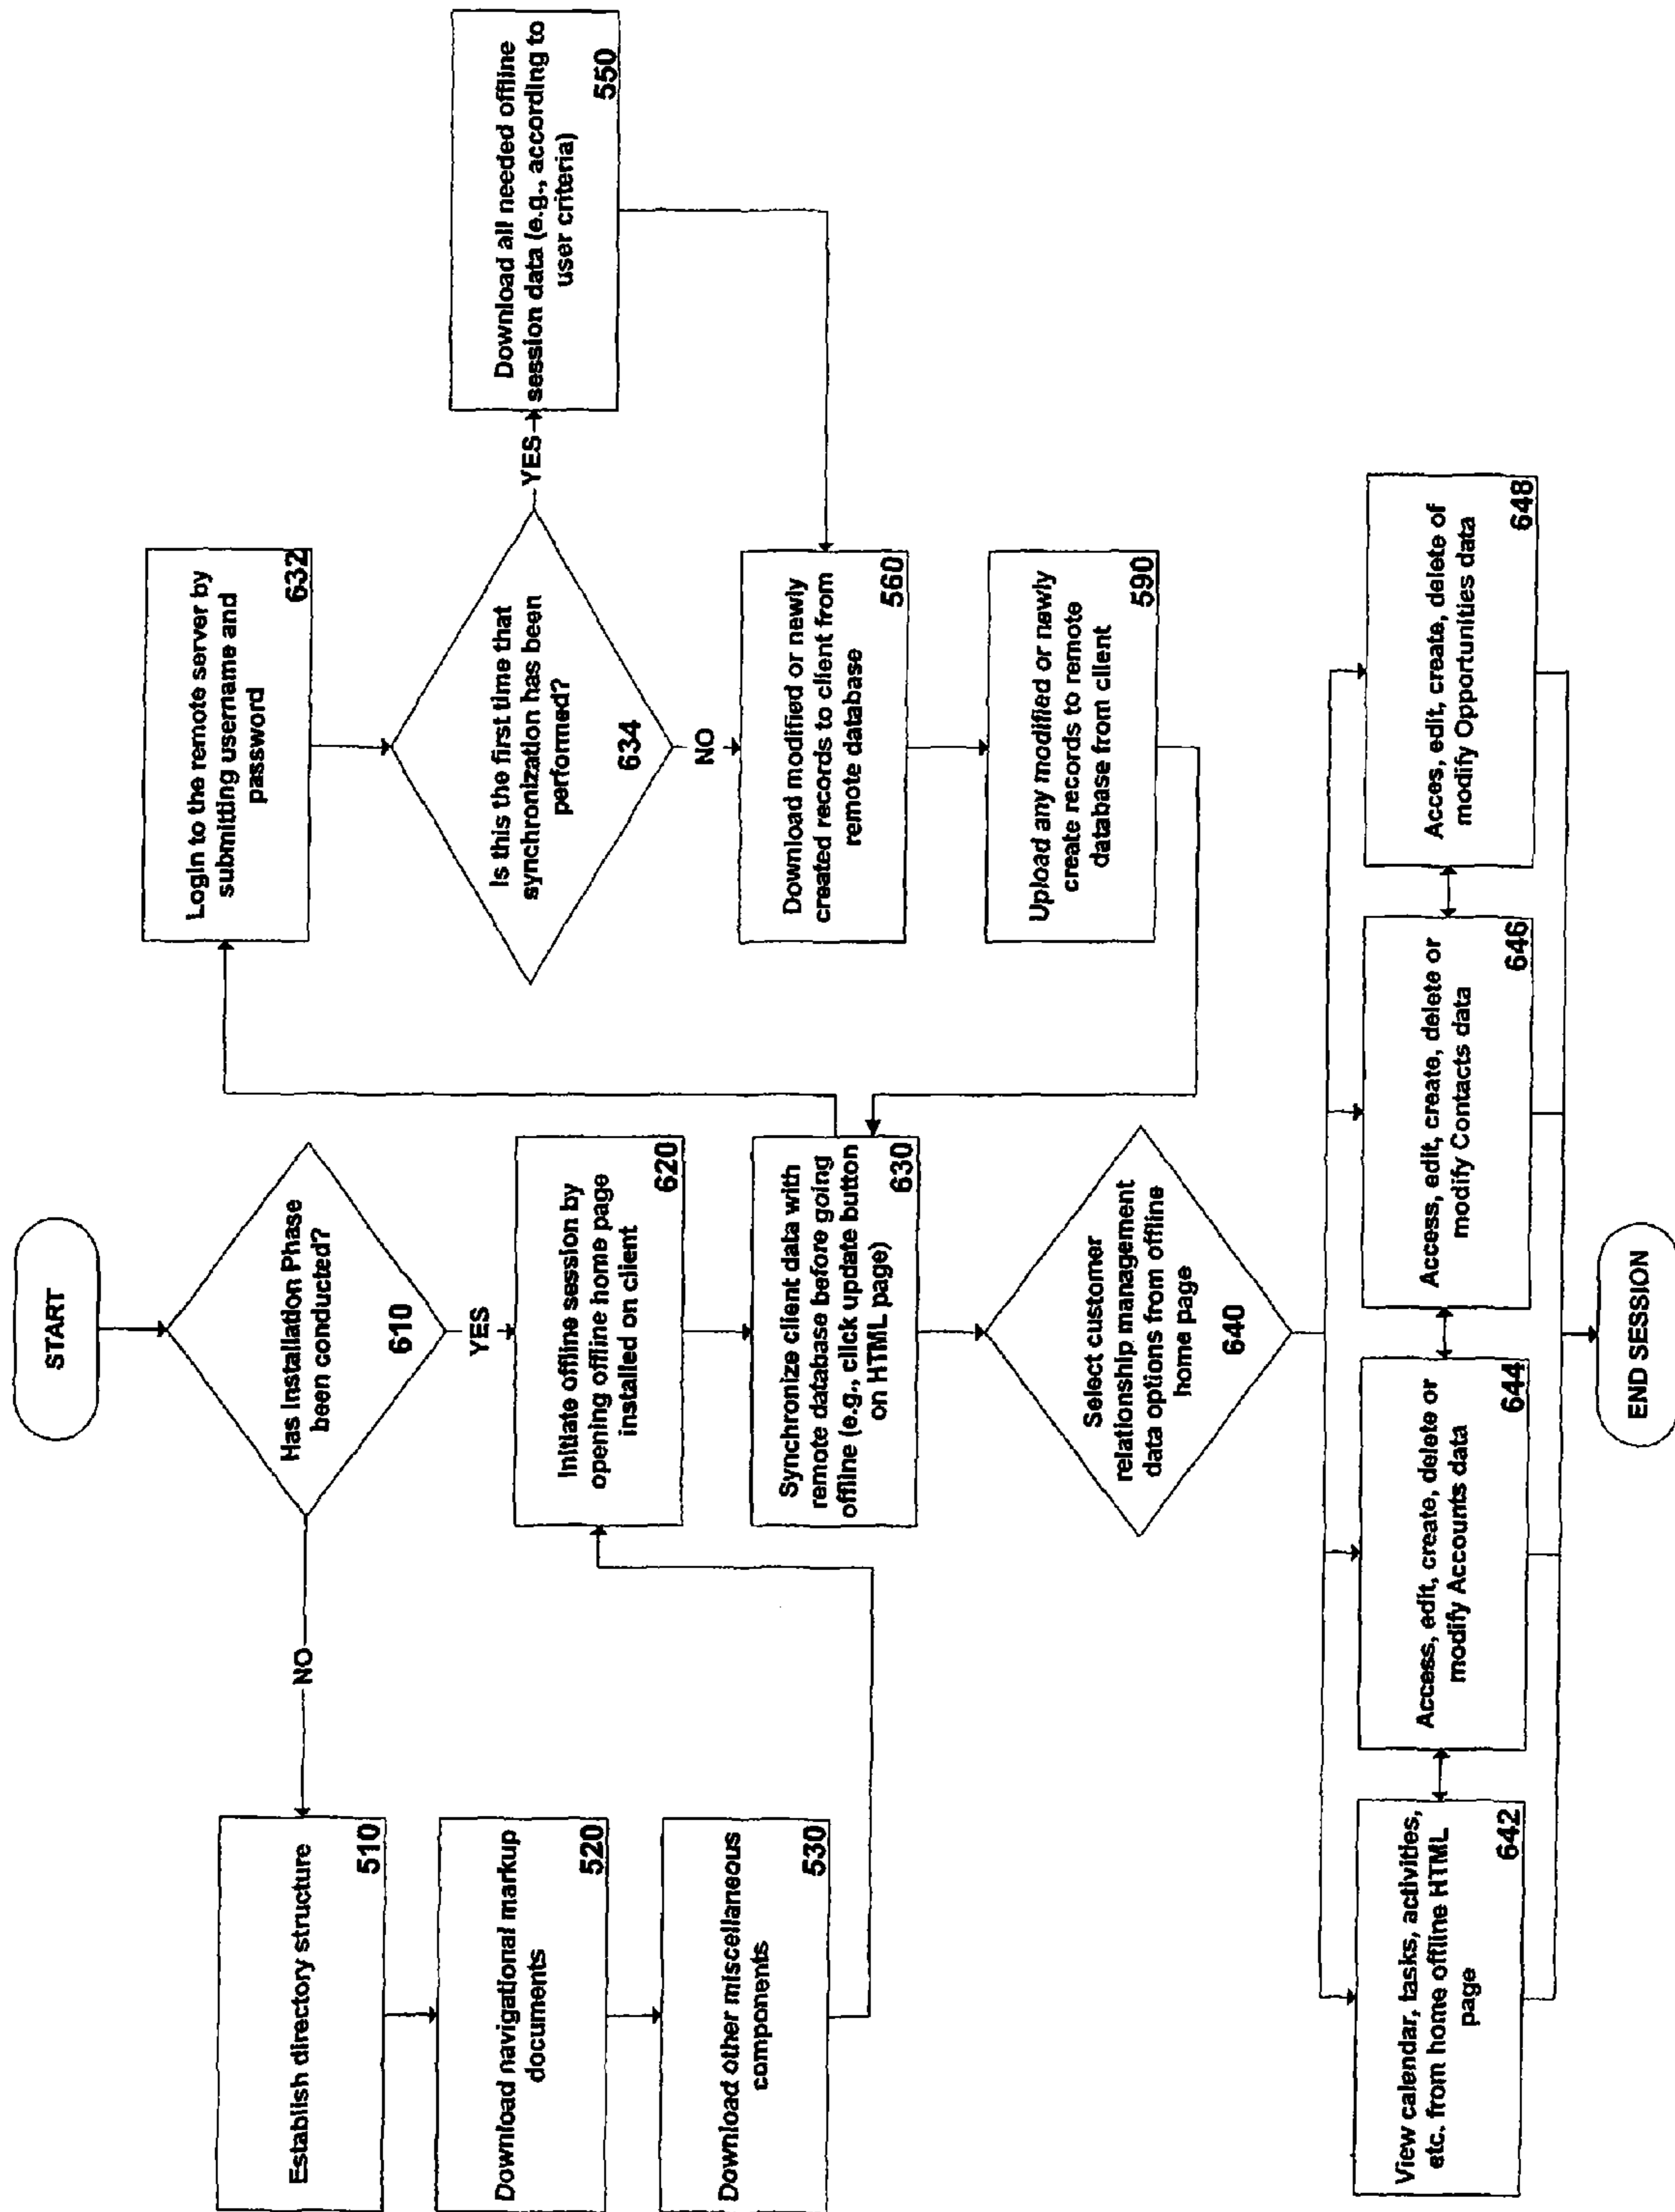 START
Has Installation Phase
been conducted?
610
NO
YES
Establish directory structure
510
Download navigational markup
documents
520
Download other miscellaneous
components
530
Initiate offline session by
opening offline home page
installed on client
620
Synchronize client data with
remote database before going
offline (e.g., click update button
on HTML page)
630
Login to the remote server by
submitting username and
password
632
Is this the first time that
synchronization has been
performed?
634
YES
NO
Download all needed offline
session data (e.g., according to
user criteria)
550
Download modified or newly
created records to client from
remote database
560
Upload any modified or newly
create records to remote
database from client
590
Select customer
relationship management
data options from offline
home page
640
View calendar, tasks, activities,
etc. from home offline HTML
page
642
Access, edit, create, delete or
modify Accounts data
644
Access, edit, create, delete or
modify Contacts data
646
Acces, edit, create, delete of
modify Opportunities data
648
END SESSION